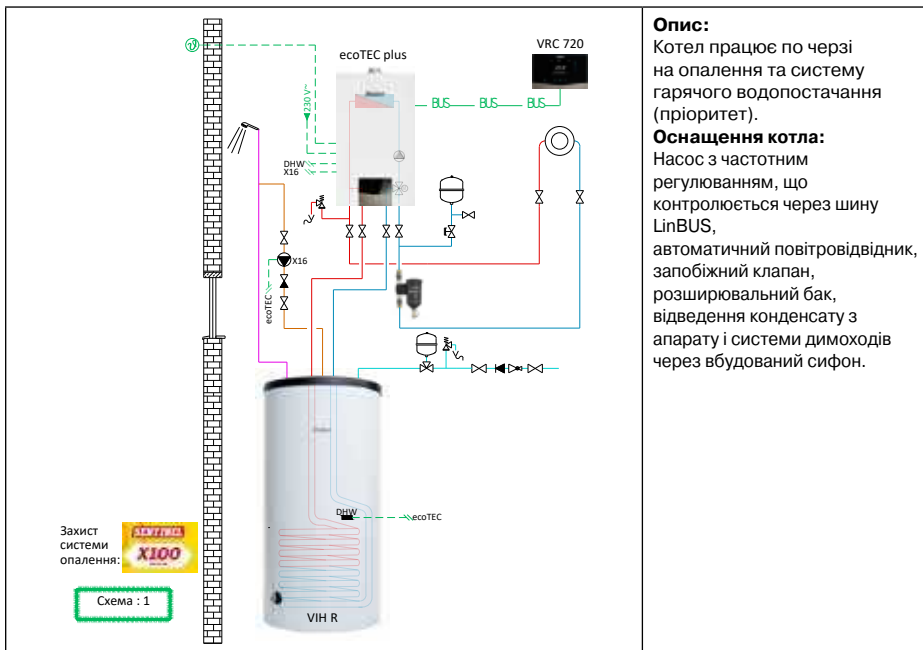 ecoTEC plus
VRC 720
BUS BUS BUS
230 V~
DHW
X16
X16
ecoTEC
DHW
ecoTEC
VIH R
Захист
системи
опалення:
SENTINEL
X100
Схема : 1
Опис:
Котел працює по черзі
на опалення та систему
гарячого водопостачання
(пріоритет).
Оснащення котла:
Насос з частотним
регулюванням, що
контролюється через шину
LinBUS,
автоматичний повітровідвідник,
запобіжний клапан,
розширювальний бак,
відведення конденсату з
апарату і системи димоходів
через вбудований сифон.